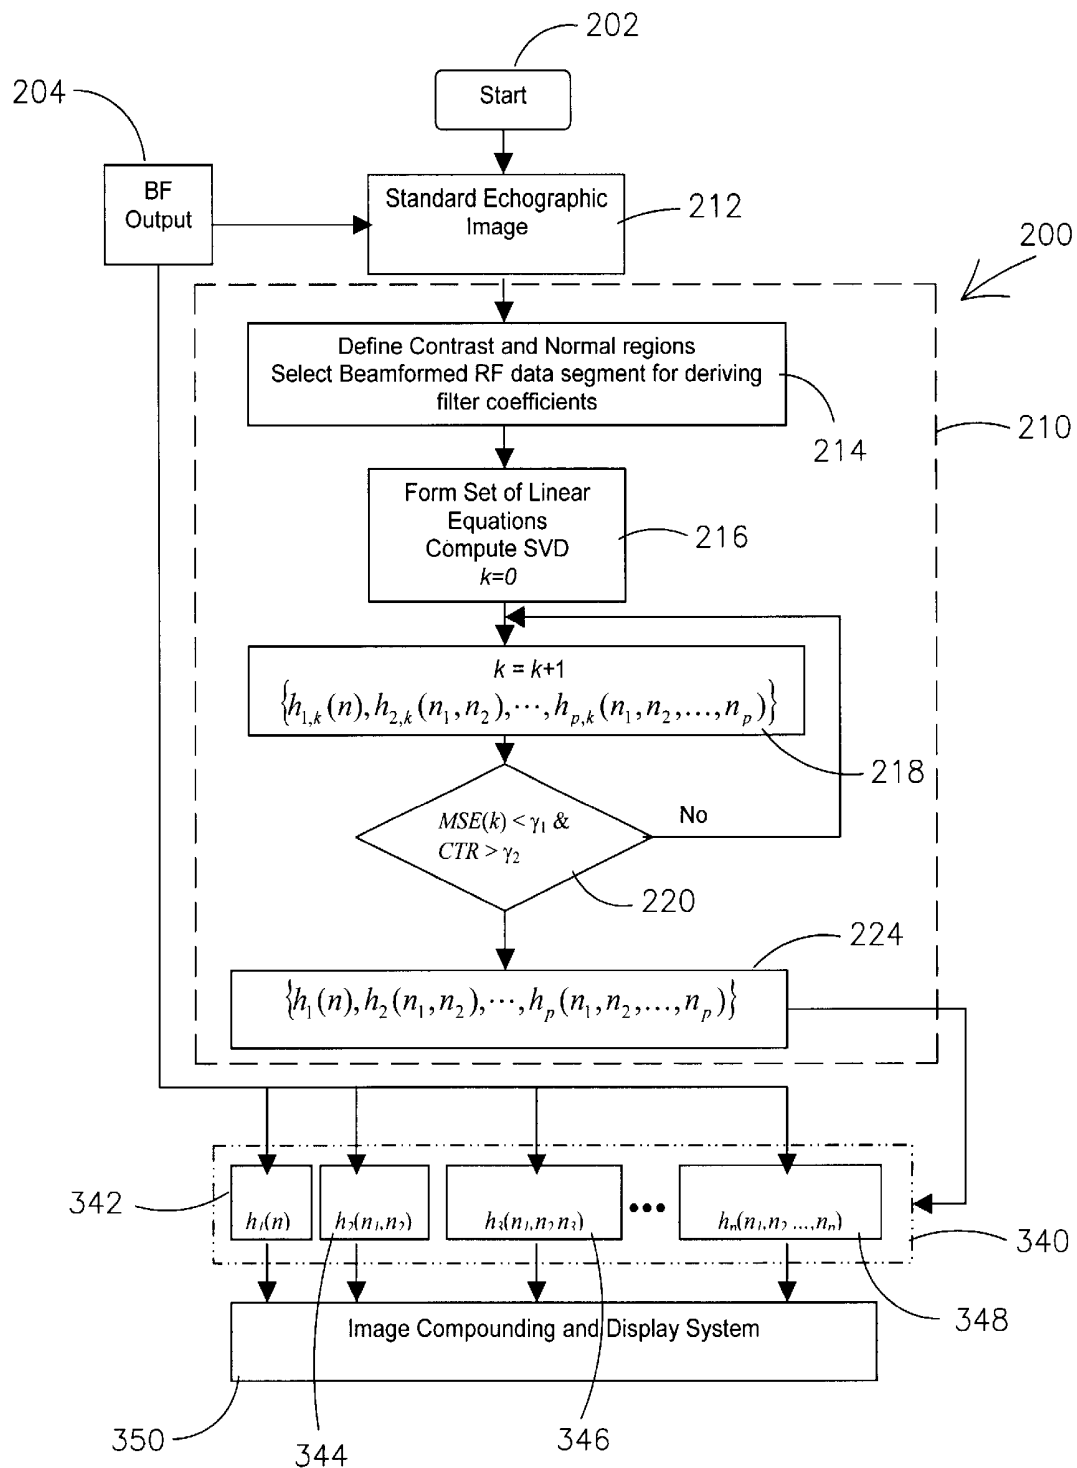 202
204
Start
BF
Output
Standard Echographic
Image
212
200
Define Contrast and Normal regions
Select Beamformed RF data segment for deriving
filter coefficients
210
214
Form Set of Linear
Equations
Compute SVD
k=0
216
k = k+1
{h₁,ₖ(n), h₂,ₖ(n₁,n₂),⋯,hₚ,ₖ(n₁,n₂,…,nₚ)}
218
No
MSE(k) < γ₁ &
CTR > γ₂
220
224
{h₁(n), h₂(n₁,n₂),⋯,hₚ(n₁,n₂,…,nₚ)}
342
h₁(n)
h₂(n₁,n₂)
h₃(n₁,n₂,n₃)
•••
hₚ(n₁,n₂ ...,nₚ)
340
348
Image Compounding and Display System
350
344
346